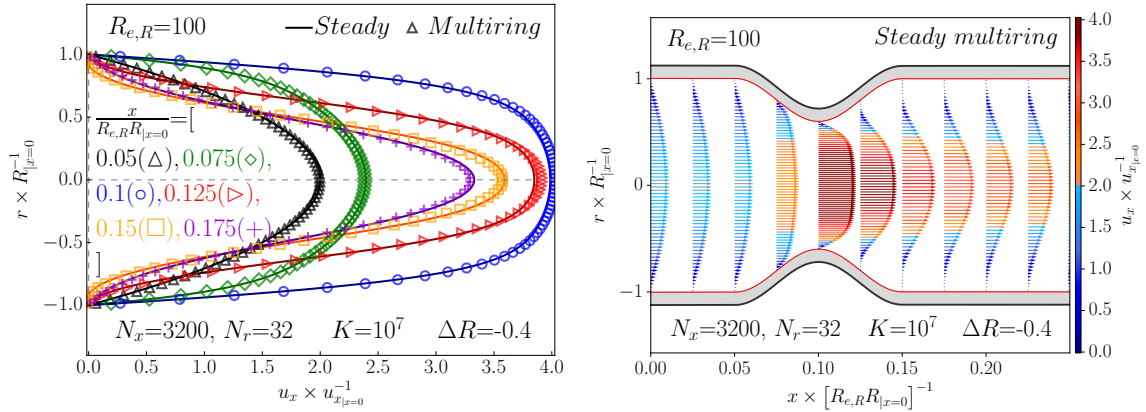 R_{e,R}=100
Steady △ Multiring
x / R_{e,R}R_{|x=0} = [
0.05(△), 0.075(◇),
0.1(○), 0.125(▷),
0.15(□), 0.175(+)
]
N_x=3200, N_r=32 K=10^7 ΔR=-0.4
1.0
0.5
0.0
−0.5
−1.0
r × R^{-1}_{|x=0}
0.0 0.5 1.0 1.5 2.0 2.5 3.0 3.5 4.0
u_x × u^{-1}_{x_{|x=0}}
R_{e,R}=100 Steady multiring
N_x=3200, N_r=32 K=10^7 ΔR=-0.4
1
0
−1
r × R^{-1}_{|x=0}
0.00 0.10 0.20
x × [R_{e,R}R_{|x=0}]^{-1}
4.0
3.5
3.0
2.5
2.0
1.5
1.0
0.5
0.0
u_x × u^{-1}_{x_{|x=0}}